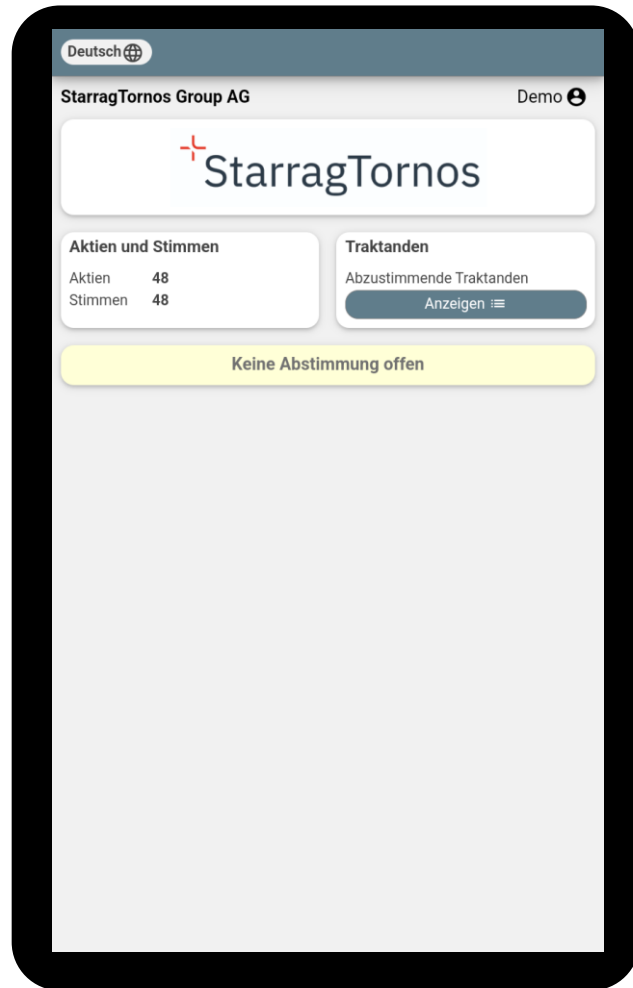 Deutsch
StarragTornos Group AG
Demo
StarragTornos
Aktien und Stimmen
Aktien 48
Stimmen 48
Traktanden
Abzustimmende Traktanden
Anzeigen
Keine Abstimmung offen